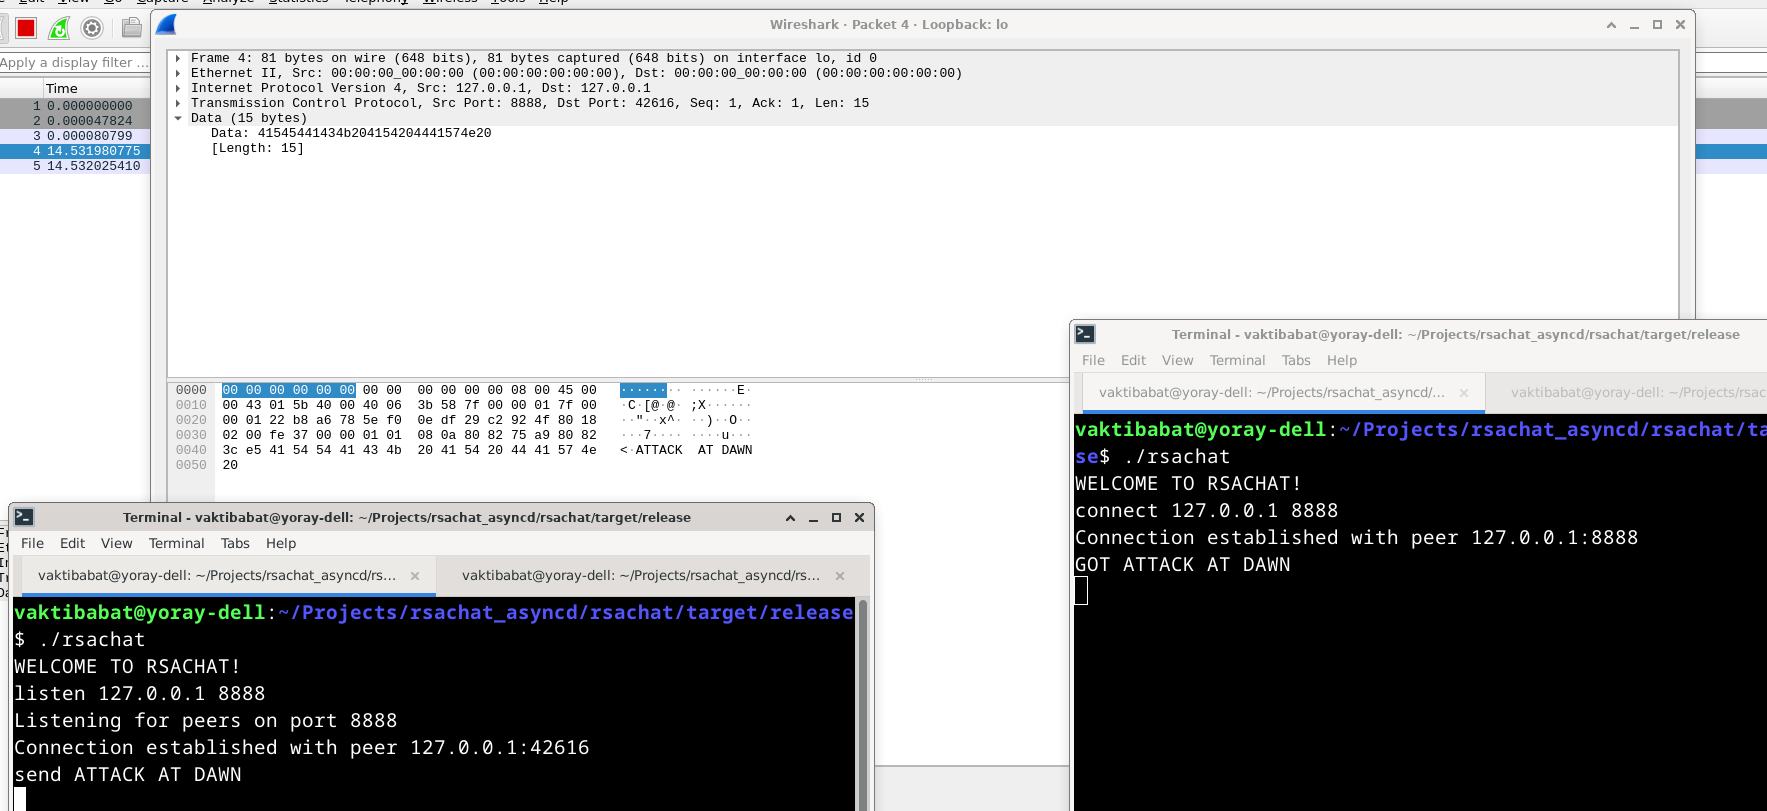 Edit View Go Capture Analyze Statistics Telephony Wireless Tools Help
Wireshark · Packet 4 · Loopback: lo
Apply a display filter ...
Time
1 0.000000000
2 0.000047824
3 0.000080799
4 14.531980775
5 14.532025410
Frame 4: 81 bytes on wire (648 bits), 81 bytes captured (648 bits) on interface lo, id 0
Ethernet II, Src: 00:00:00_00:00:00 (00:00:00:00:00:00), Dst: 00:00:00_00:00:00 (00:00:00:00:00:00)
Internet Protocol Version 4, Src: 127.0.0.1, Dst: 127.0.0.1
Transmission Control Protocol, Src Port: 8888, Dst Port: 42616, Seq: 1, Ack: 1, Len: 15
Data (15 bytes)
Data: 41545441434b204154204441574e20
[Length: 15]
0000 00 00 00 00 00 00 00 00 00 00 00 00 08 00 45 00 ········ ······E·
0010 00 43 01 5b 40 00 40 06 3b 58 7f 00 00 01 7f 00 ·C·[@·@· ;X······
0020 00 01 22 b8 a6 78 5e f0 0e df 29 c2 92 4f 80 18 ··"··x^· ··)··O··
0030 02 00 fe 37 00 00 01 01 08 0a 80 82 75 a9 80 82 ···7···· ····u···
0040 3c e5 41 54 54 41 43 4b 20 41 54 20 44 41 57 4e <·ATTACK AT DAWN
0050 20
Terminal - vaktibabat@yoray-dell: ~/Projects/rsachat_asyncd/rsachat/target/release
File Edit View Terminal Tabs Help
vaktibabat@yoray-dell: ~/Projects/rsachat_asyncd/rs...
vaktibabat@yoray-dell: ~/Projects/rsachat_asyncd/rs...
vaktibabat@yoray-dell:~/Projects/rsachat_asyncd/rsachat/target/release
$ ./rsachat
WELCOME TO RSACHAT!
listen 127.0.0.1 8888
Listening for peers on port 8888
Connection established with peer 127.0.0.1:42616
send ATTACK AT DAWN
Terminal - vaktibabat@yoray-dell: ~/Projects/rsachat_asyncd/rsachat/target/release
File Edit View Terminal Tabs Help
vaktibabat@yoray-dell: ~/Projects/rsachat_asyncd/...
vaktibabat@yoray-dell: ~/Projects/rsac
vaktibabat@yoray-dell:~/Projects/rsachat_asyncd/rsachat/ta
se$ ./rsachat
WELCOME TO RSACHAT!
connect 127.0.0.1 8888
Connection established with peer 127.0.0.1:8888
GOT ATTACK AT DAWN